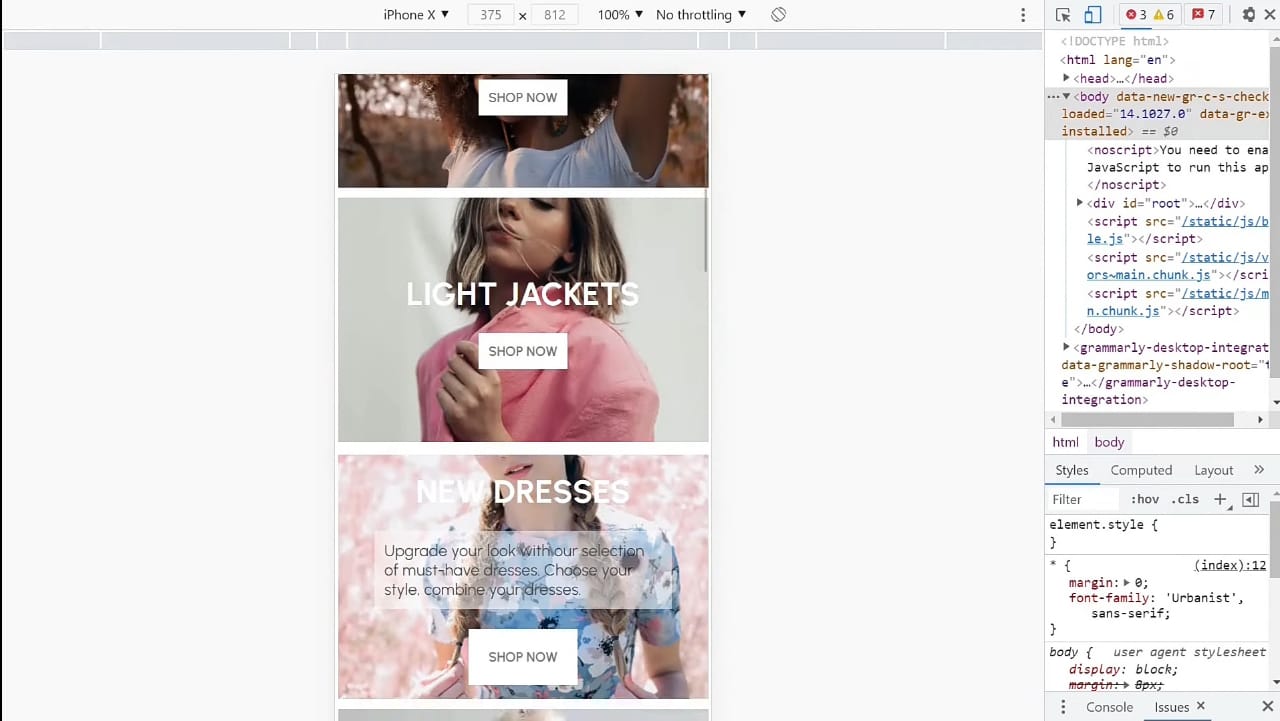 iPhone X ▼ 375 x 812 100% ▼ No throttling ▼
3 6 7
<!DOCTYPE html>
<html lang="en">
<head>…</head>
<body data-new-gr-c-s-check
loaded="14.1027.0" data-gr-e
installed> == $0
<noscript>You need to ena
JavaScript to run this ap
</noscript>
<div id="root">…</div>
<script src="/static/js/b
le.js"></script>
<script src="/static/js/v
ors~main.chunk.js"></scri
<script src="/static/js/m
n.chunk.js"></script>
</body>
<grammarly-desktop-integrat
data-grammarly-shadow-root="t
e">…</grammarly-desktop-
integration>
html body
Styles Computed Layout »
Filter :hov .cls +
element.style {
}
* { (index):12
margin: 0;
font-family: 'Urbanist',
sans-serif;
}
body { user agent stylesheet
display: block;
margin: 8px;
Console Issues
SHOP NOW
LIGHT JACKETS
SHOP NOW
NEW DRESSES
Upgrade your look with our selection
of must-have dresses. Choose your
style, combine your dresses.
SHOP NOW